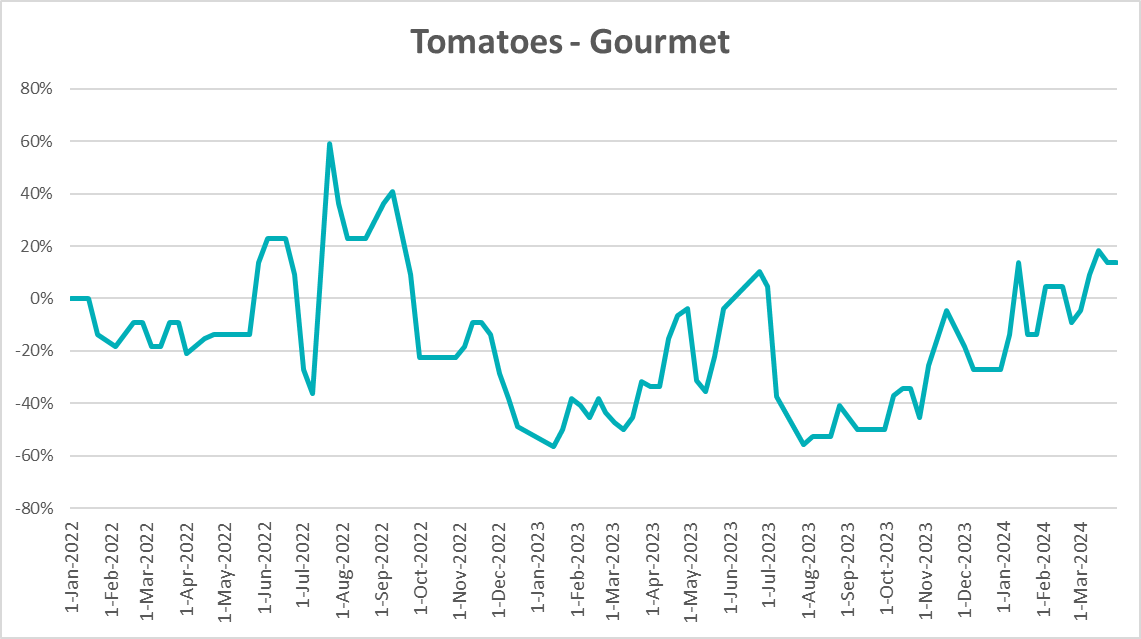 Tomatoes - Gourmet
80%
60%
40%
20%
0%
-20%
-40%
-60%
-80%
1-Jan-2022
1-Feb-2022
1-Mar-2022
1-Apr-2022
1-May-2022
1-Jun-2022
1-Jul-2022
1-Aug-2022
1-Sep-2022
1-Oct-2022
1-Nov-2022
1-Dec-2022
1-Jan-2023
1-Feb-2023
1-Mar-2023
1-Apr-2023
1-May-2023
1-Jun-2023
1-Jul-2023
1-Aug-2023
1-Sep-2023
1-Oct-2023
1-Nov-2023
1-Dec-2023
1-Jan-2024
1-Feb-2024
1-Mar-2024